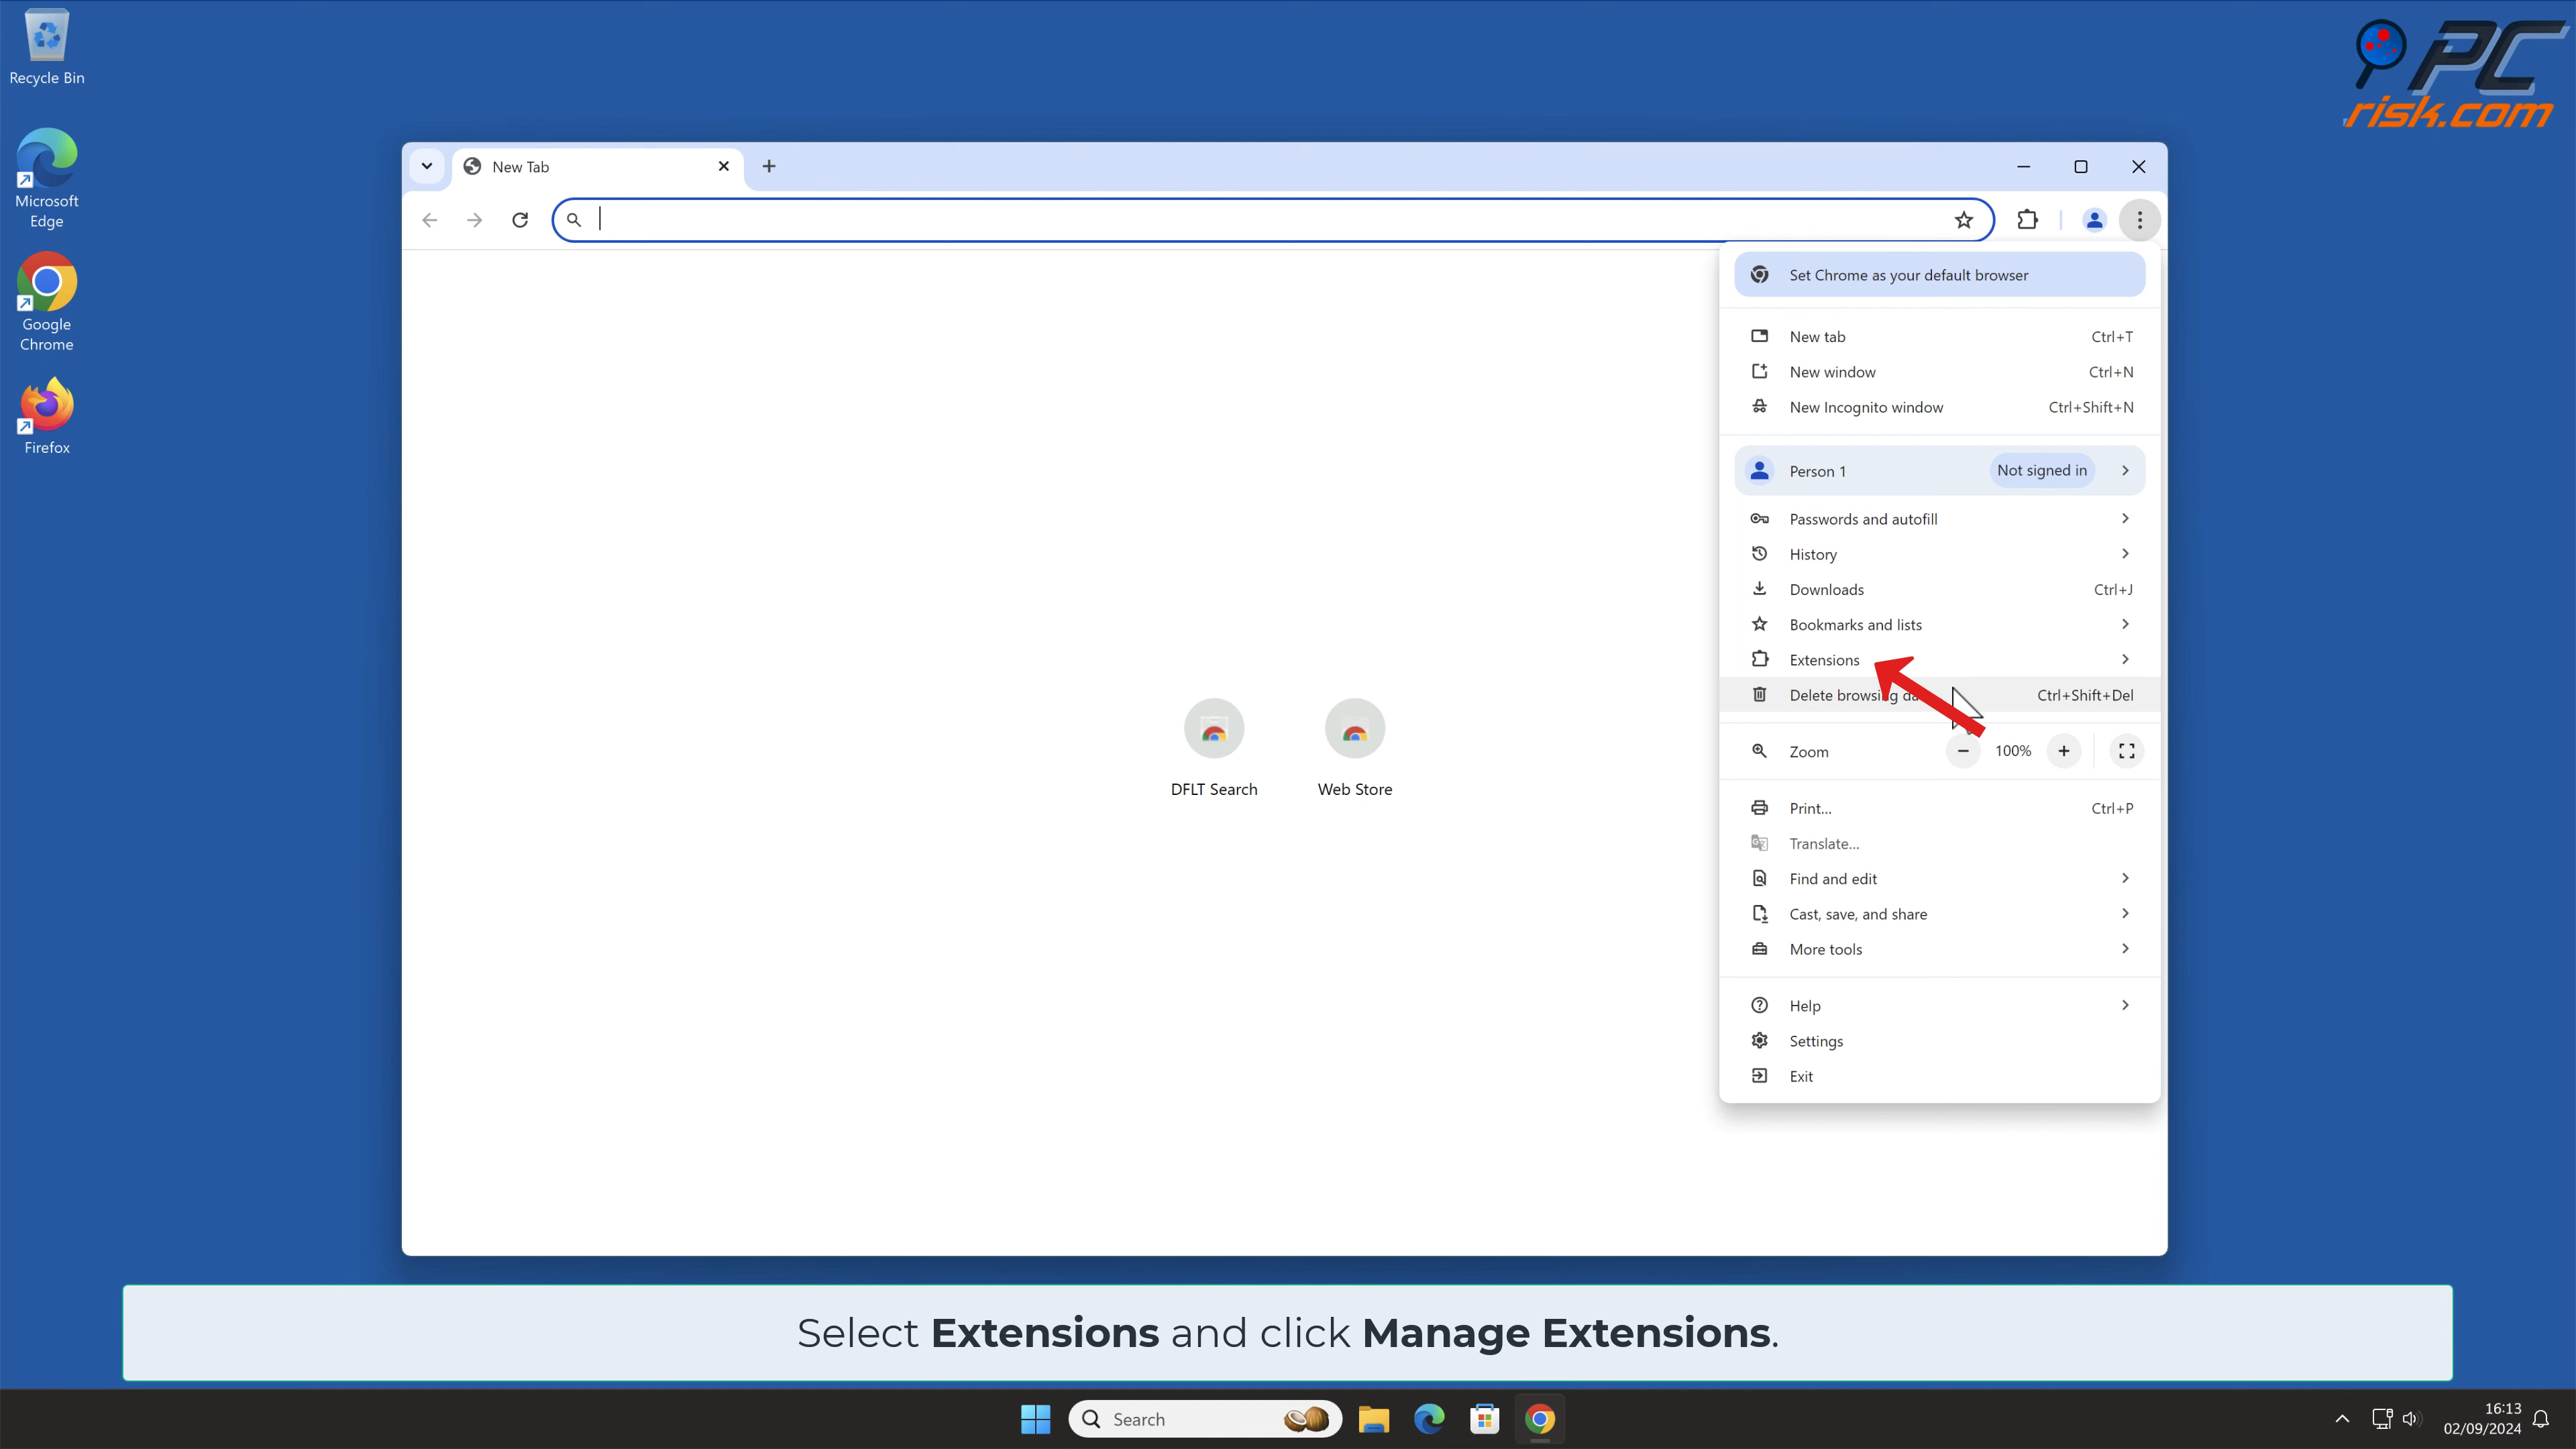 Recycle Bin
Microsoft
Edge
Google
Chrome
Firefox
PC
risk.com
New Tab
Set Chrome as your default browser
New tab Ctrl+T
New window Ctrl+N
New Incognito window Ctrl+Shift+N
Person 1 Not signed in
Passwords and autofill
History
Downloads Ctrl+J
Bookmarks and lists
Extensions
Delete browsing Ctrl+Shift+Del
Zoom 100%
Print... Ctrl+P
Translate...
Find and edit
Cast, save, and share
More tools
Help
Settings
Exit
DFLT Search
Web Store
Select Extensions and click Manage Extensions.
Search
16:13
02/09/2024